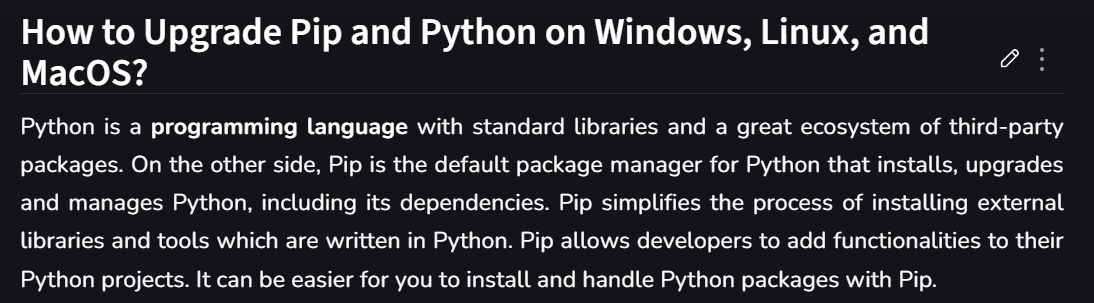 How to Upgrade Pip and Python on Windows, Linux, and
MacOS?
Python is a programming language with standard libraries and a great ecosystem of third-party
packages. On the other side, Pip is the default package manager for Python that installs, upgrades
and manages Python, including its dependencies. Pip simplifies the process of installing external
libraries and tools which are written in Python. Pip allows developers to add functionalities to their
Python projects. It can be easier for you to install and handle Python packages with Pip.